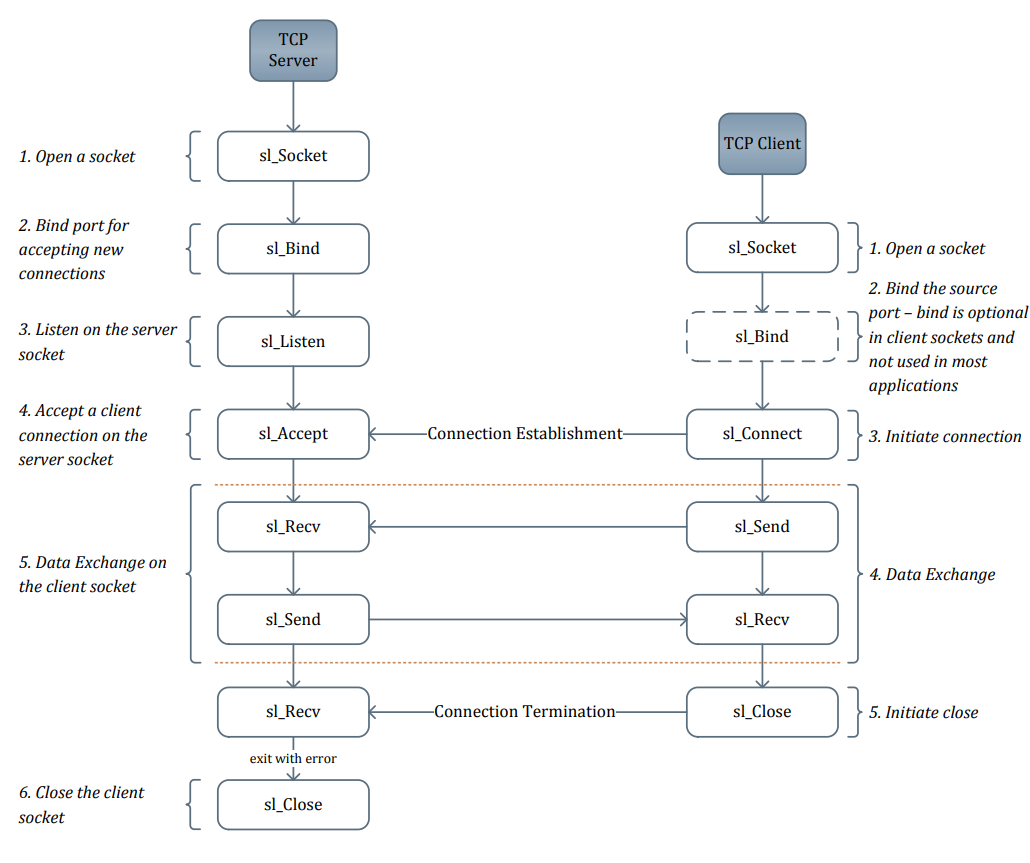 TCP
Server
1. Open a socket
sl_Socket
2. Bind port for
accepting new
connections
sl_Bind
3. Listen on the server
socket
sl_Listen
4. Accept a client
connection on the
server socket
sl_Accept
Connection Establishment
5. Data Exchange on
the client socket
sl_Recv
sl_Send
sl_Recv
Connection Termination
exit with error
6. Close the client
socket
sl_Close
TCP Client
sl_Socket
1. Open a socket
sl_Bind
2. Bind the source
port – bind is optional
in client sockets and
not used in most
applications
sl_Connect
3. Initiate connection
sl_Send
sl_Recv
4. Data Exchange
sl_Close
5. Initiate close